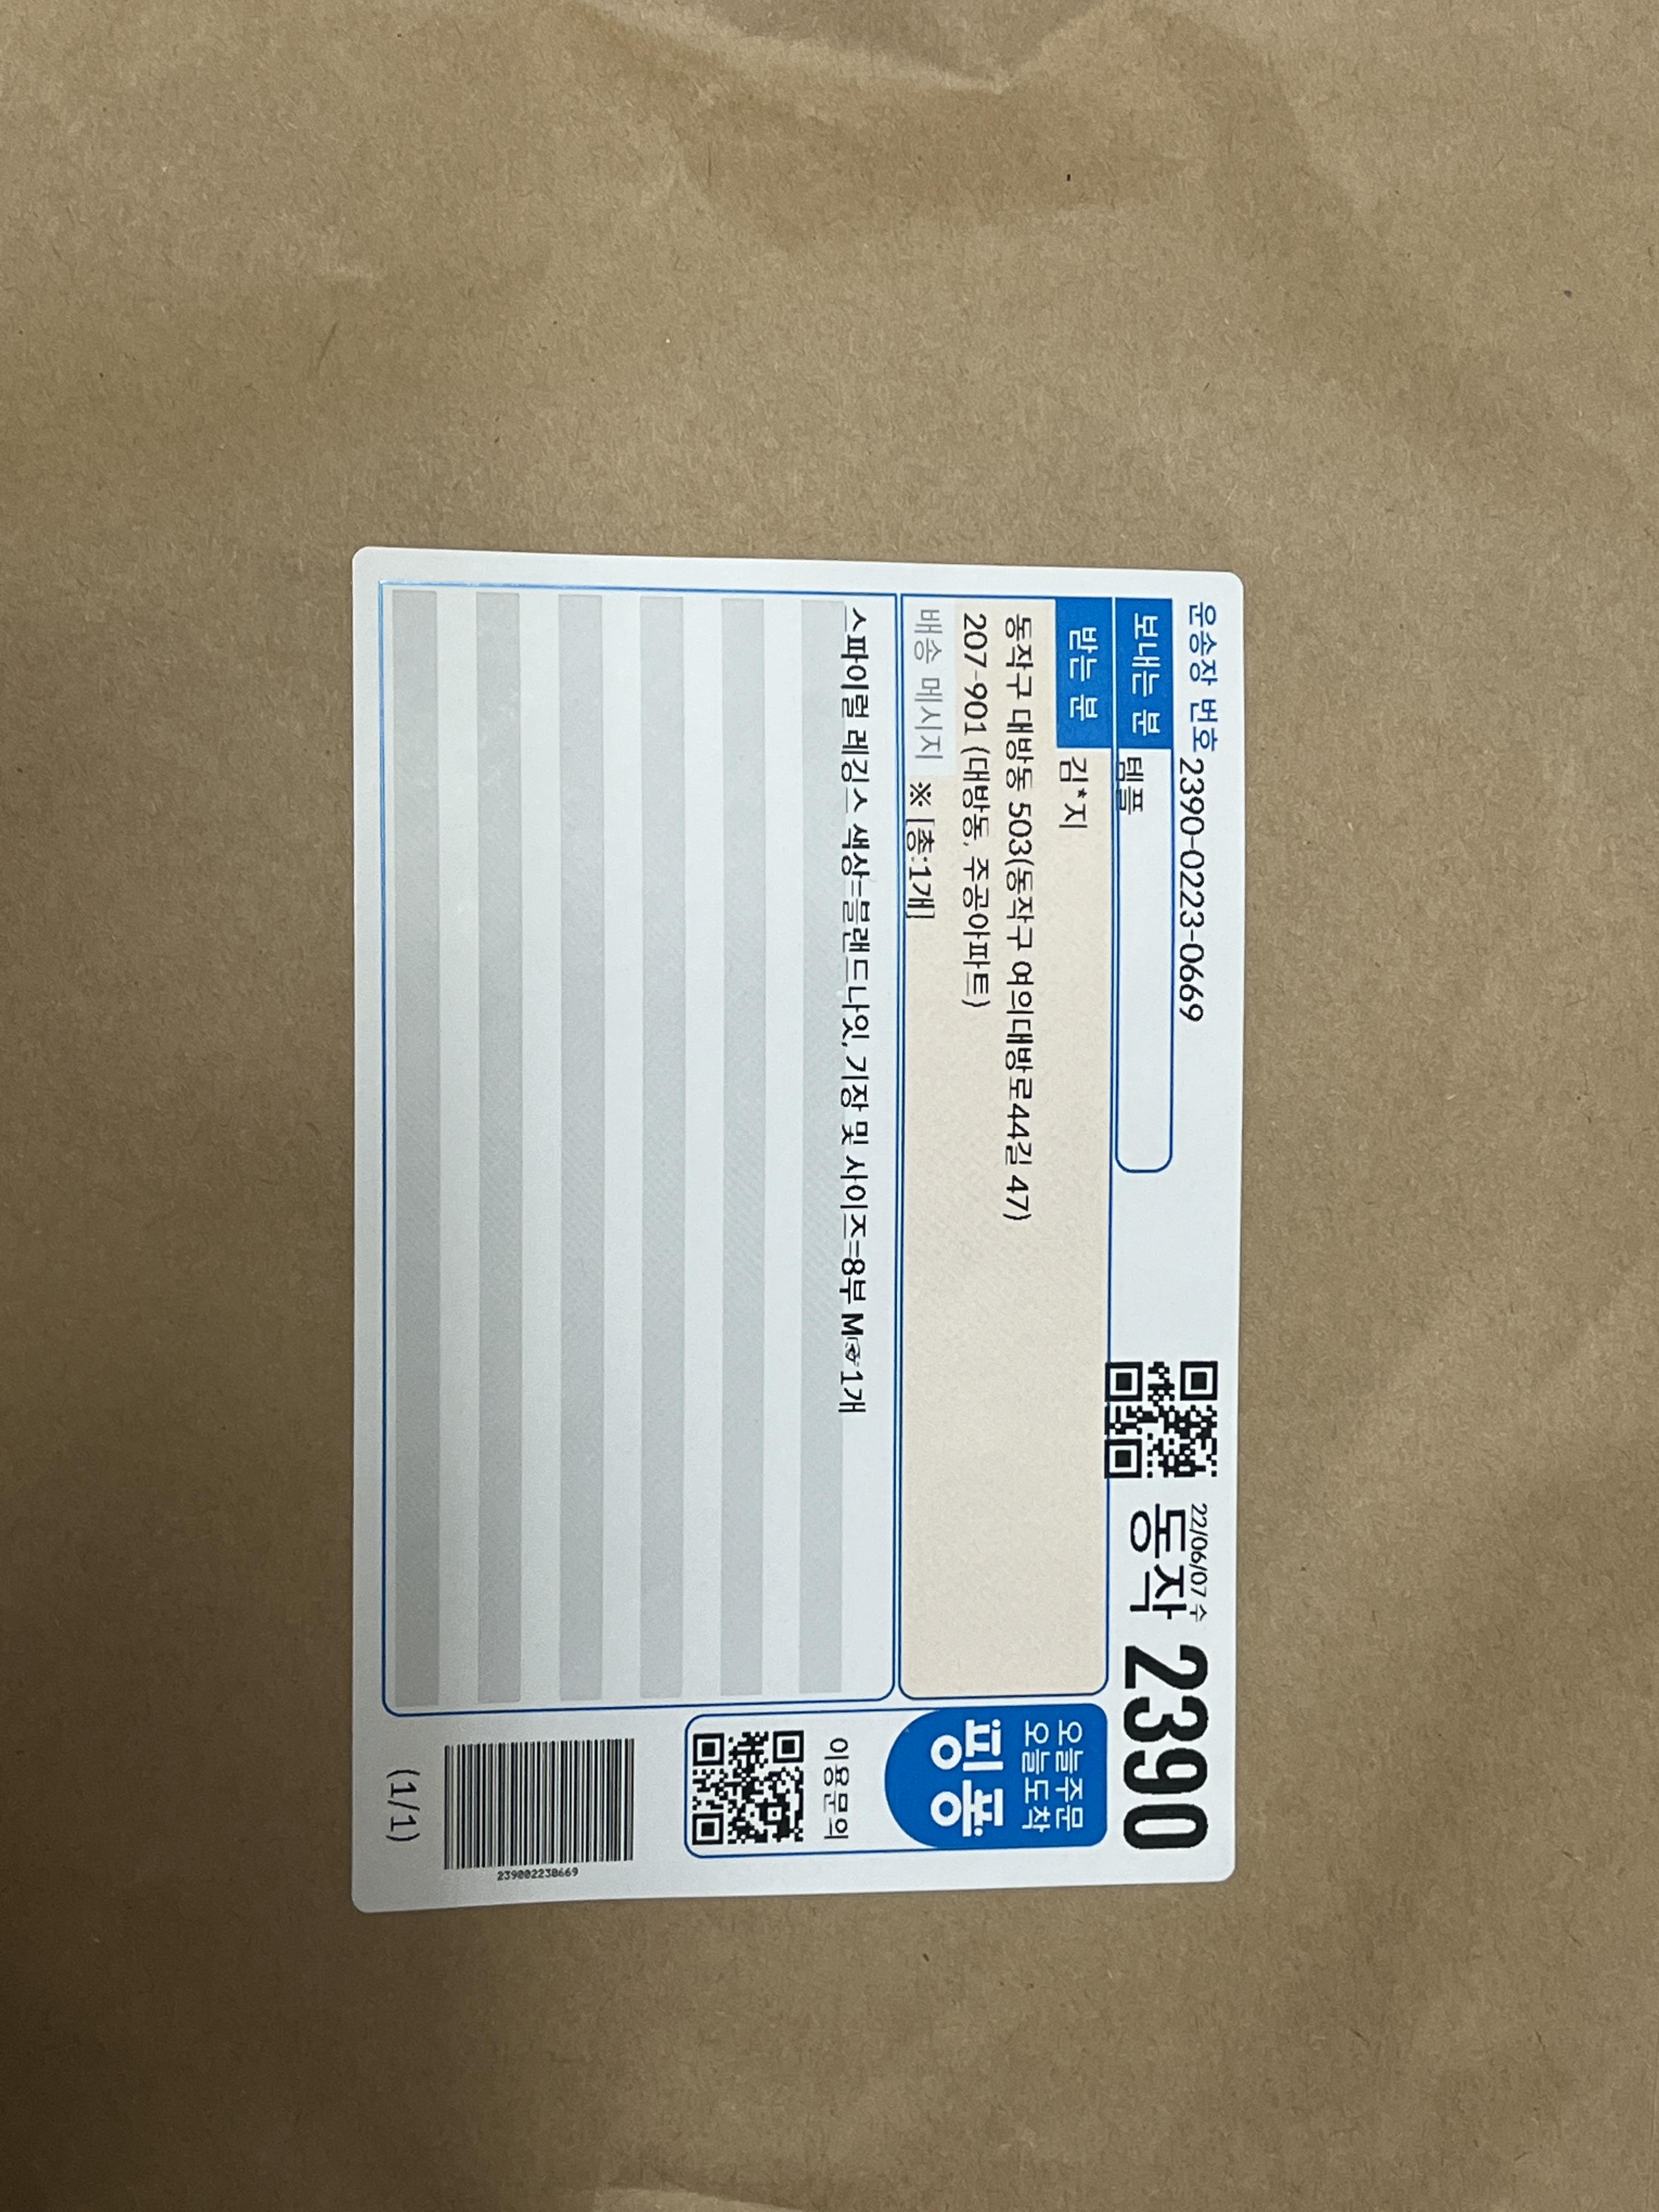 운송장 번호 2390-0223-0669
보내는 분 템플
22/06/07 수
동작 2390
받는 분 김*지
동작구 대방동 503(동작구 여의대방로44길 47)
207-901 (대방동, 주공아파트)
배송 메시지 ※ [총:1개]
오늘주문
오늘도착
핑퐁
스파이럴 레깅스 색상=블랜드나잇, 기장 및 사이즈=8부 M☞1개
이용문의
239002230669
(1/1)